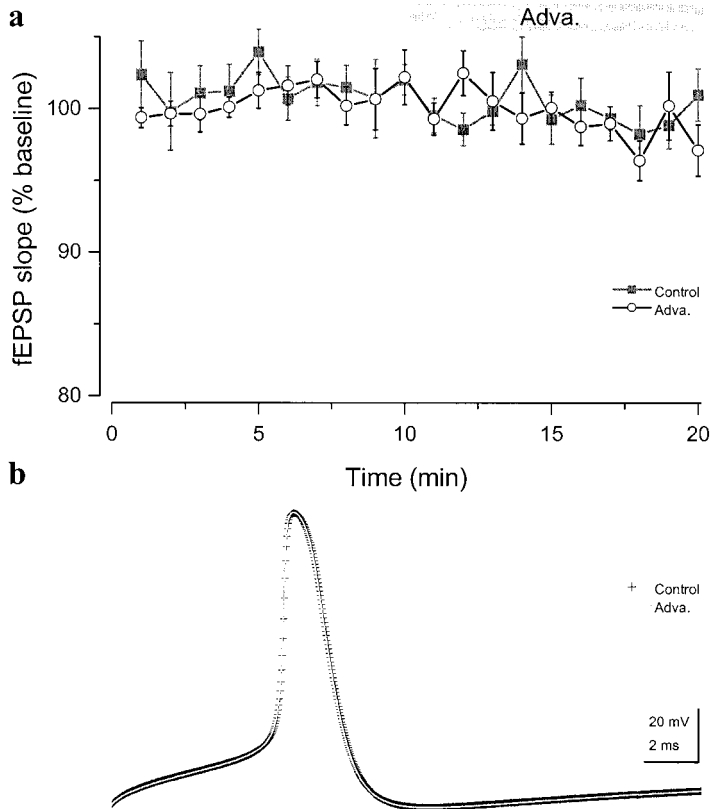 a
Adva.
fEPSP slope (% baseline)
100
90
80
Control
Adva.
0 5 10 15 20
Time (min)
b
Control
Adva.
20 mV
2 ms